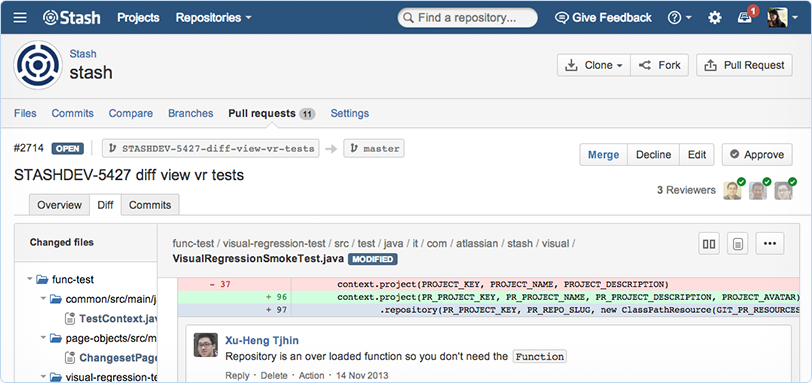 Stash Projects Repositories Find a repository... Give Feedback 1
Stash
stash
Clone Fork Pull Request
Files Commits Compare Branches Pull requests 11 Settings
#2714 OPEN STASHDEV-5427-diff-view-vr-tests master
Merge Decline Edit Approve
STASHDEV-5427 diff view vr tests
3 Reviewers
Overview Diff Commits
Changed files
func-test / visual-regression-test / src / test / java / it / com / atlassian / stash / visual /
VisualRegressionSmokeTest.java MODIFIED
func-test
common/src/main/j
TestContext.jav
page-objects/src/m
ChangesetPage
visual-regression-te
- 37 context.project(PROJECT_KEY, PROJECT_NAME, PROJECT_DESCRIPTION)
+ 96 context.project(PR_PROJECT_KEY, PR_PROJECT_NAME, PR_PROJECT_DESCRIPTION, PROJECT_AVATAR)
+ 97 .repository(PR_PROJECT_KEY, PR_REPO_SLUG, new ClassPathResource(GIT_PR_RESOURCES
Xu-Heng Tjhin
Repository is an over loaded function so you don't need the Function
Reply · Delete · Action · 14 Nov 2013